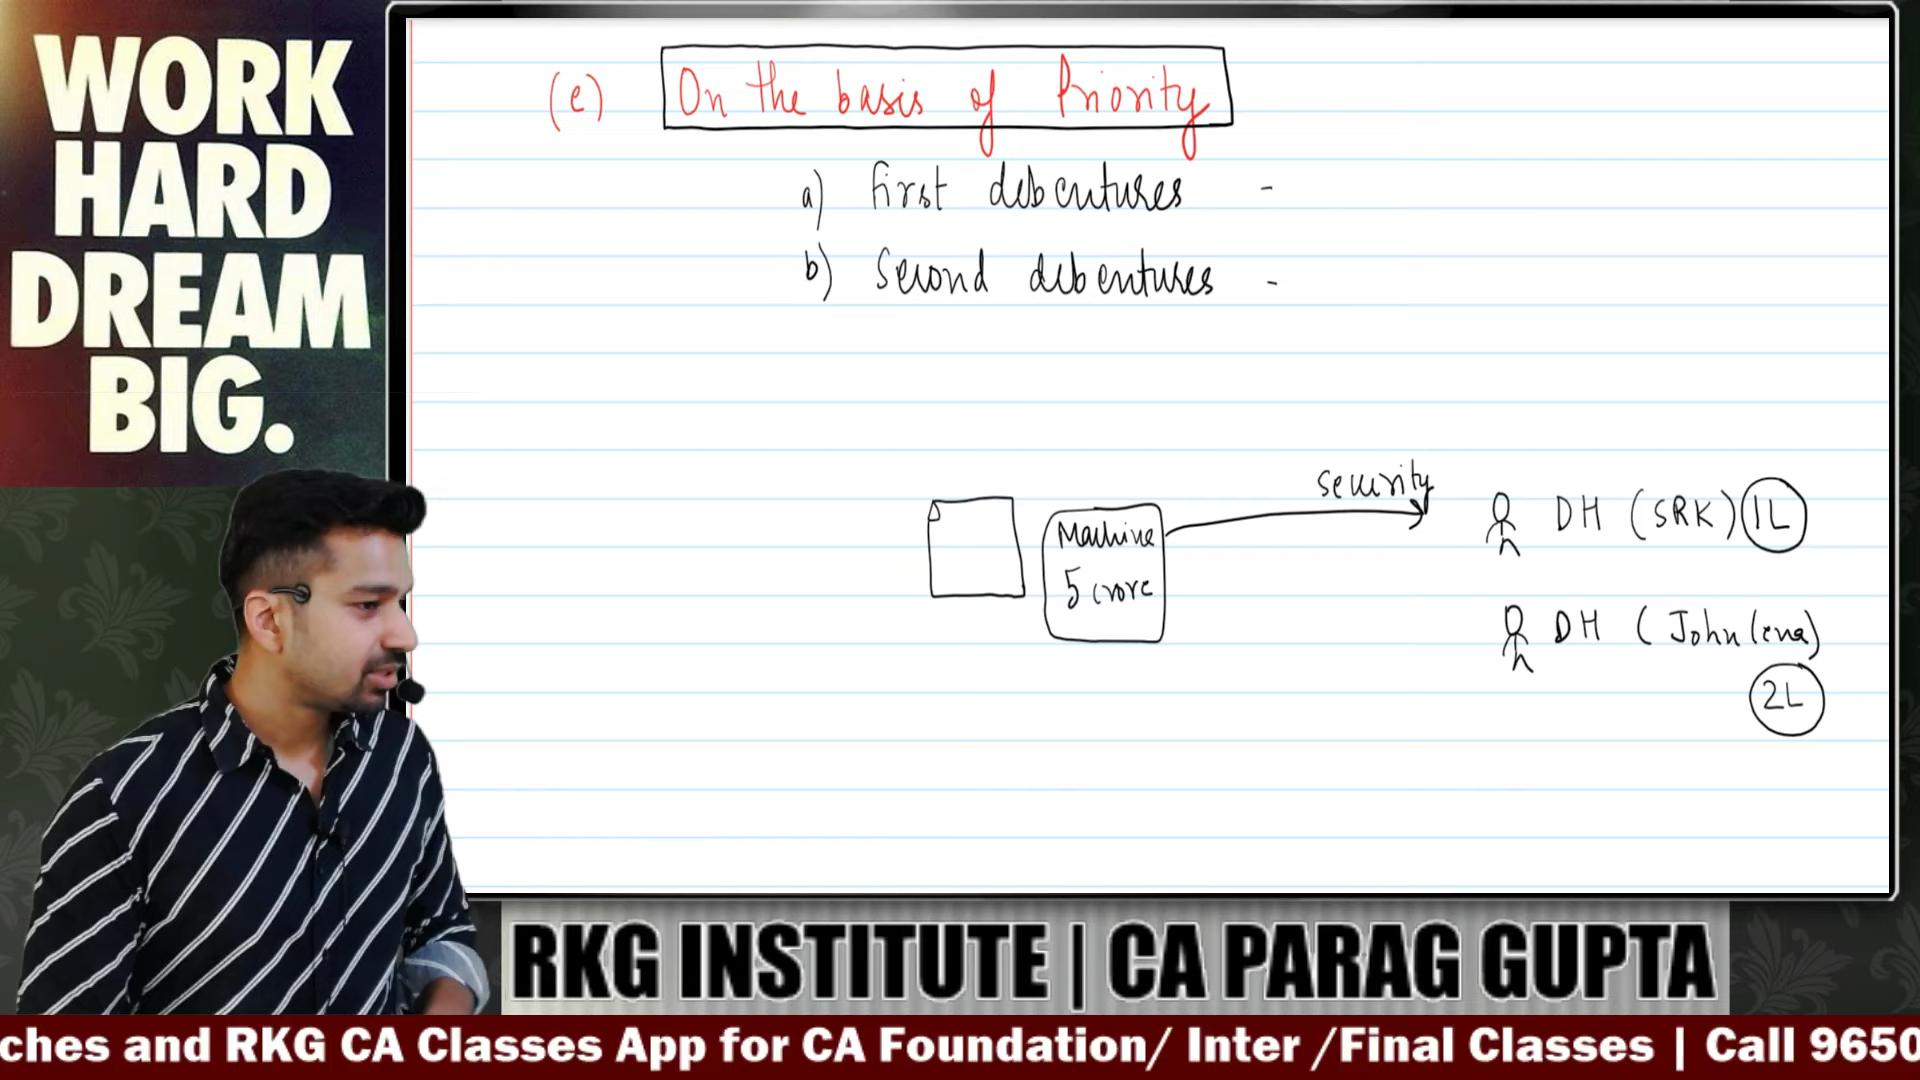 WORK
HARD
DREAM
BIG.
(e) On the basis of Priority
a) first debentures -
b) Second debentures -
security
Machine
5 crore
DH (SRK) 1L
DH (John Cena)
2L
RKG INSTITUTE | CA PARAG GUPTA
ches and RKG CA Classes App for CA Foundation/ Inter /Final Classes | Call 9650